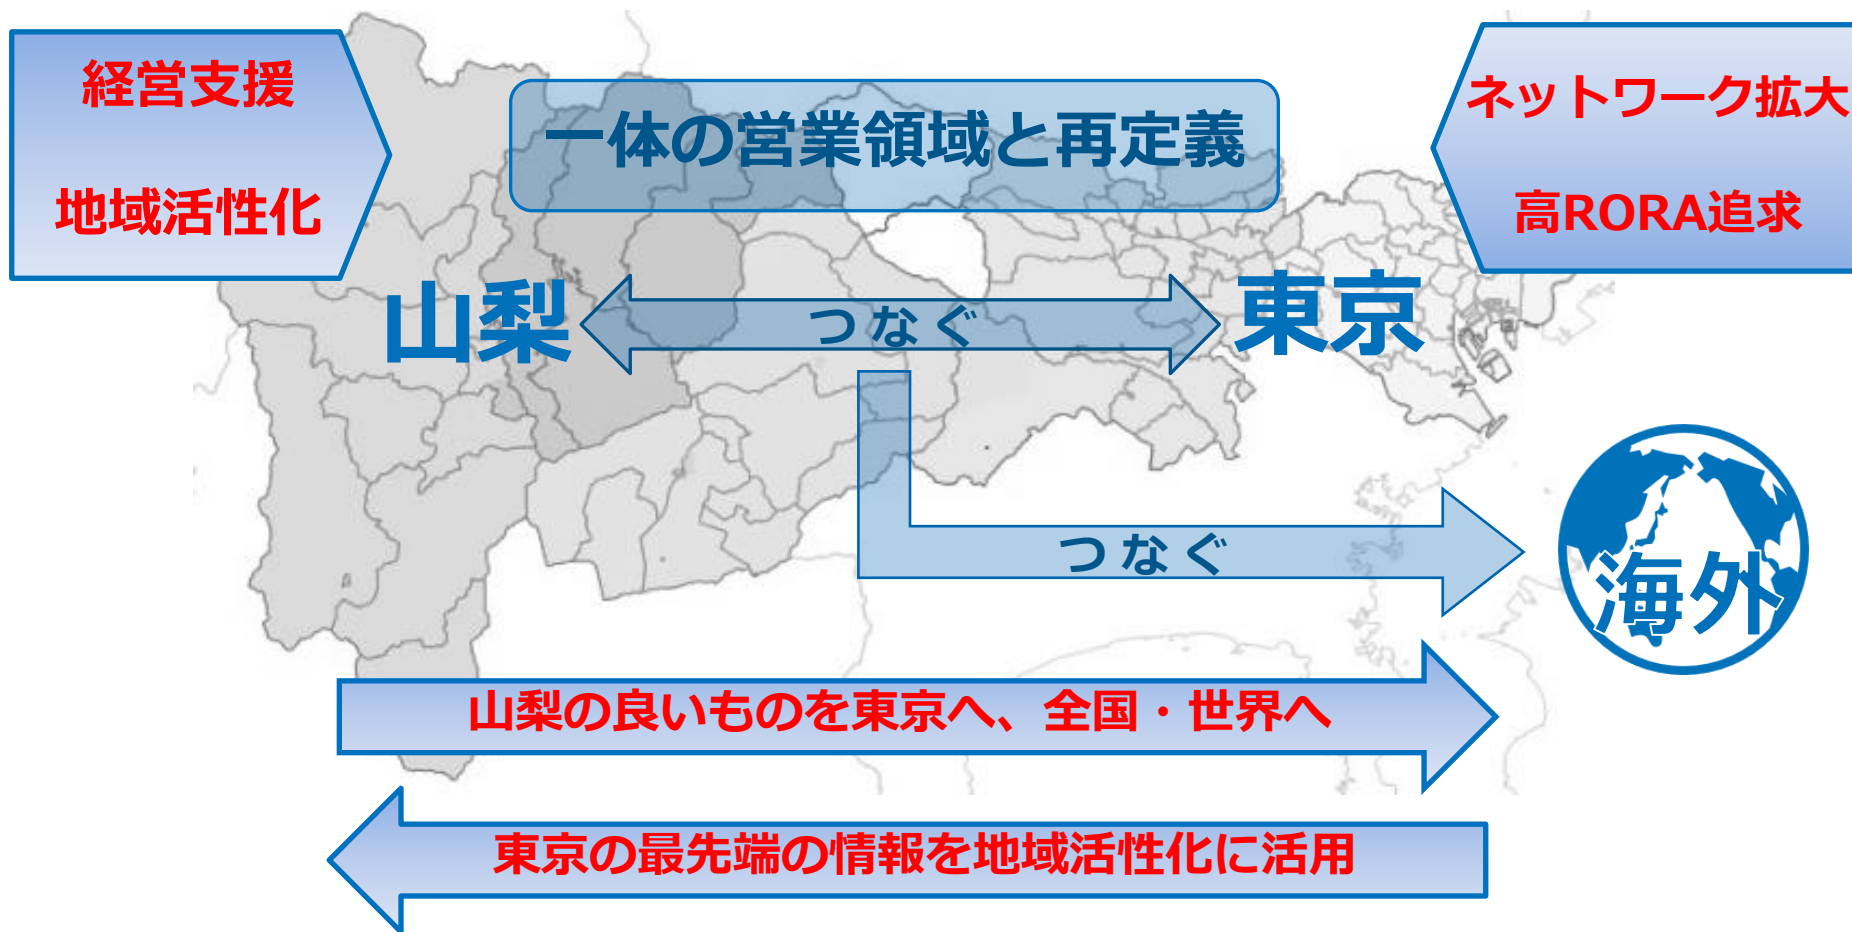 経営支援
地域活性化
一体の営業領域と再定義
ネットワーク拡大
高RORA追求
山梨
つなぐ
東京
つなぐ
海外
山梨の良いものを東京へ、全国・世界へ
東京の最先端の情報を地域活性化に活用